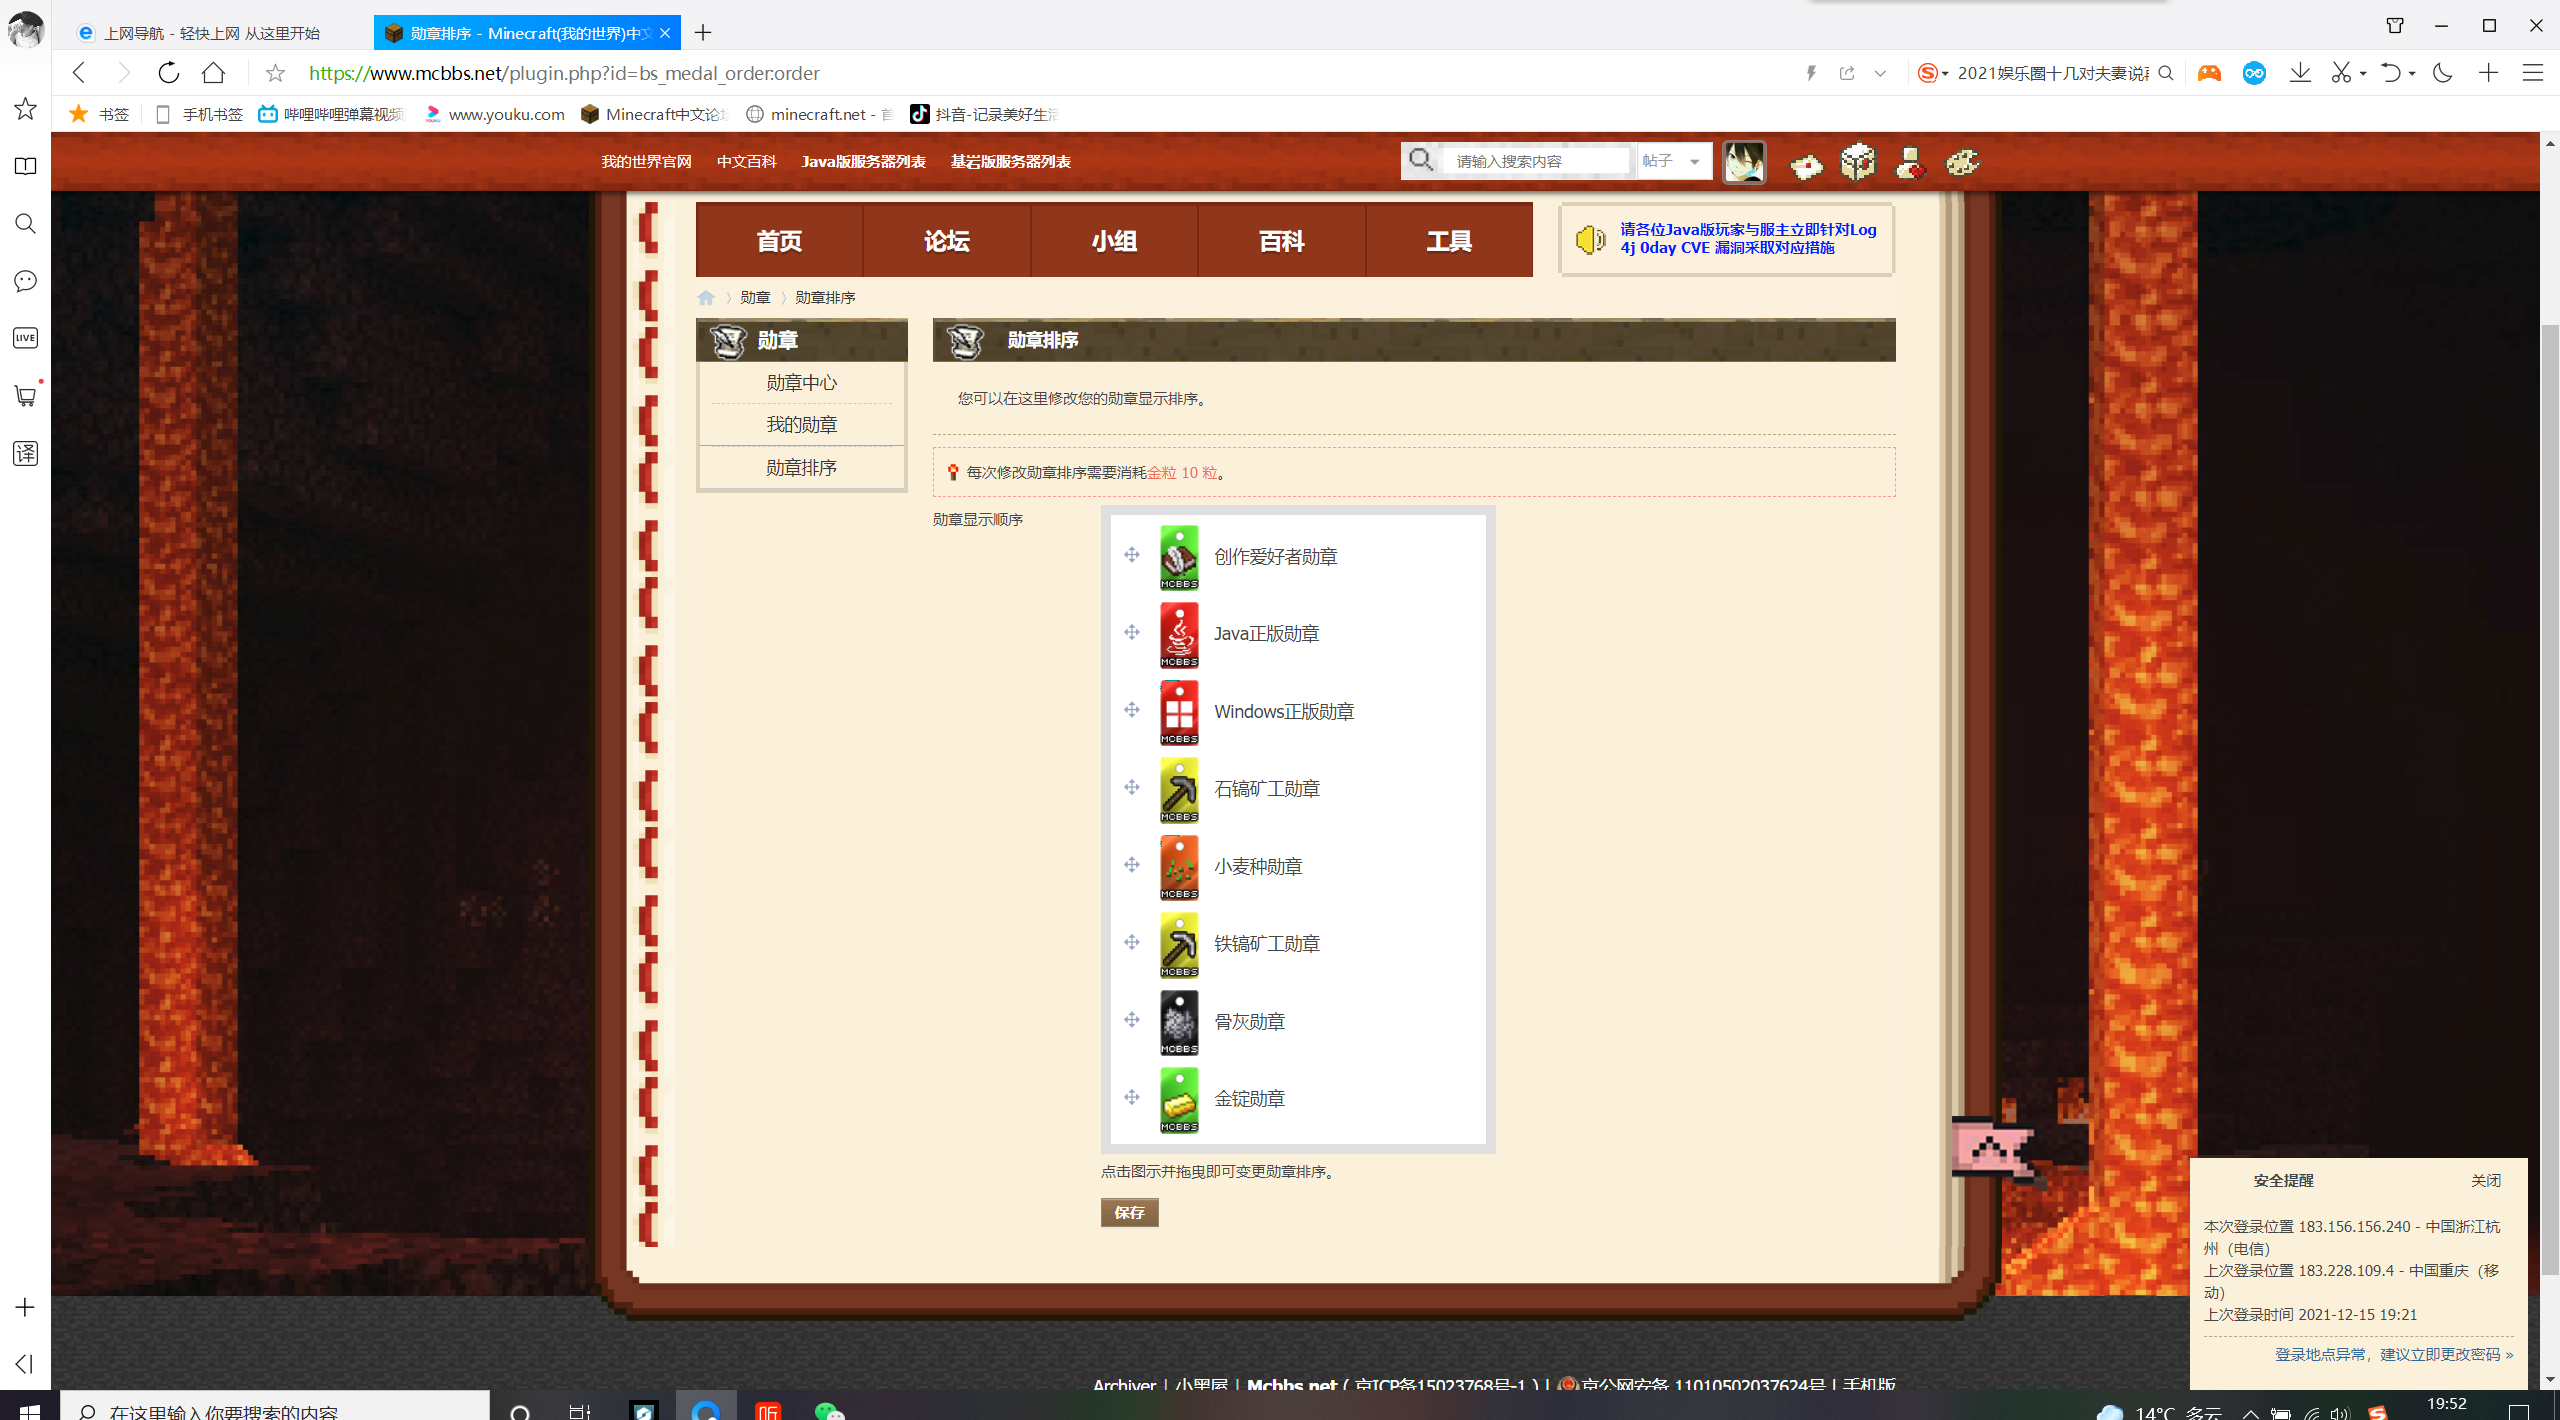 上网导航 - 轻快上网 从这里开始
勋章排序 - Minecraft(我的世界)中文
https://www.mcbbs.net/plugin.php?id=bs_medal_order:order
2021娱乐圈十几对夫妻说再
书签
手机书签
哔哩哔哩弹幕视频
www.youku.com
Minecraft中文论坛
minecraft.net - 首
抖音-记录美好生活
LIVE
译
我的世界官网
中文百科
Java版服务器列表
基岩版服务器列表
请输入搜索内容
帖子
首页
论坛
小组
百科
工具
请各位Java版玩家与服主立即针对Log
4j 0day CVE 漏洞采取对应措施
勋章
勋章排序
勋章
勋章中心
我的勋章
勋章排序
勋章排序
您可以在这里修改您的勋章显示排序。
每次修改勋章排序需要消耗金粒 10 粒。
勋章显示顺序
MCBBS
创作爱好者勋章
MCBBS
Java正版勋章
MCBBS
Windows正版勋章
MCBBS
石镐矿工勋章
MCBBS
小麦种勋章
MCBBS
铁镐矿工勋章
MCBBS
骨灰勋章
MCBBS
金锭勋章
点击图示并拖曳即可变更勋章排序。
保存
安全提醒
关闭
本次登录位置 183.156.156.240 - 中国浙江杭
州（电信）
上次登录位置 183.228.109.4 - 中国重庆（移
动）
上次登录时间 2021-12-15 19:21
登录地点异常，建议立即更改密码 »
Archiver | 小黑屋 | Mcbbs.net ( 京ICP备15023768号-1 ) | 京公网安备 11010502037624号 | 手机版
在这里输入你要搜索的内容
14°C 多云
19:52